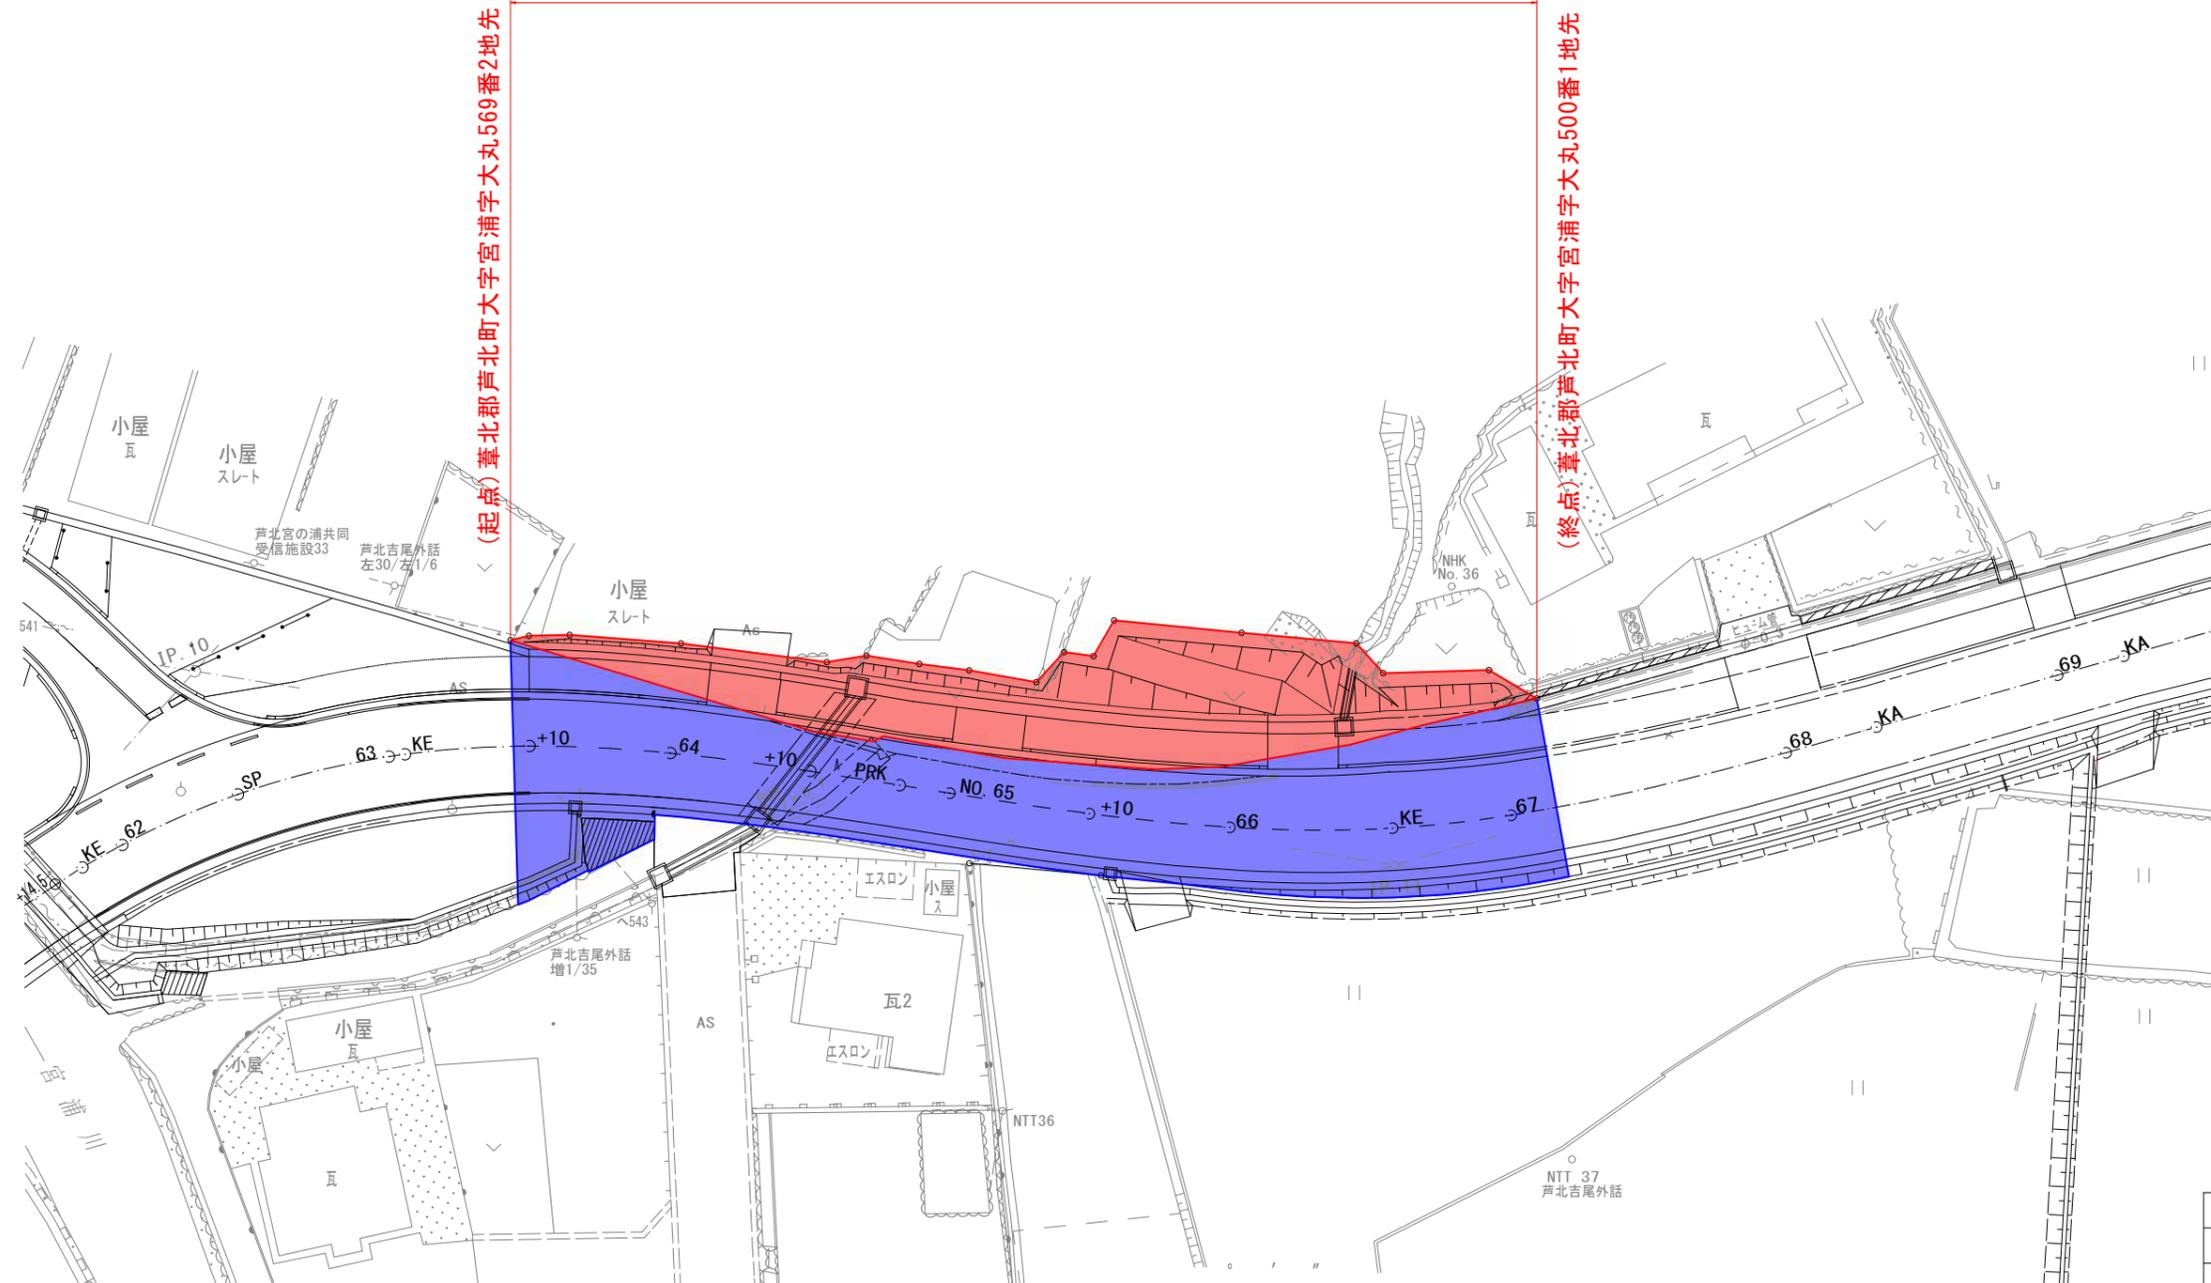 (起点)葦北郡芦北町大字宮浦字大丸569番2地先
(終点)葦北郡芦北町大字宮浦字大丸500番1地先
小屋
瓦
小屋
スレート
瓦
瓦
芦北宮の浦共同
受信施設33
芦北吉尾外話
左30/左1/6
NHK
No.36
小屋
スレート
As
541
IP.10
ヒューム管
0.3
AS
KE
62
SP
63
KE
+10
64
+10
PRK
NO.65
+10
66
KE
67
68
KA
69
KA
+14.5
エスロン
小屋
ス
へ543
芦北吉尾外話
増1/35
瓦2
AS
エスロン
小屋
瓦
小屋
宮浦川
瓦
NTT36
NTT 37
芦北吉尾外話